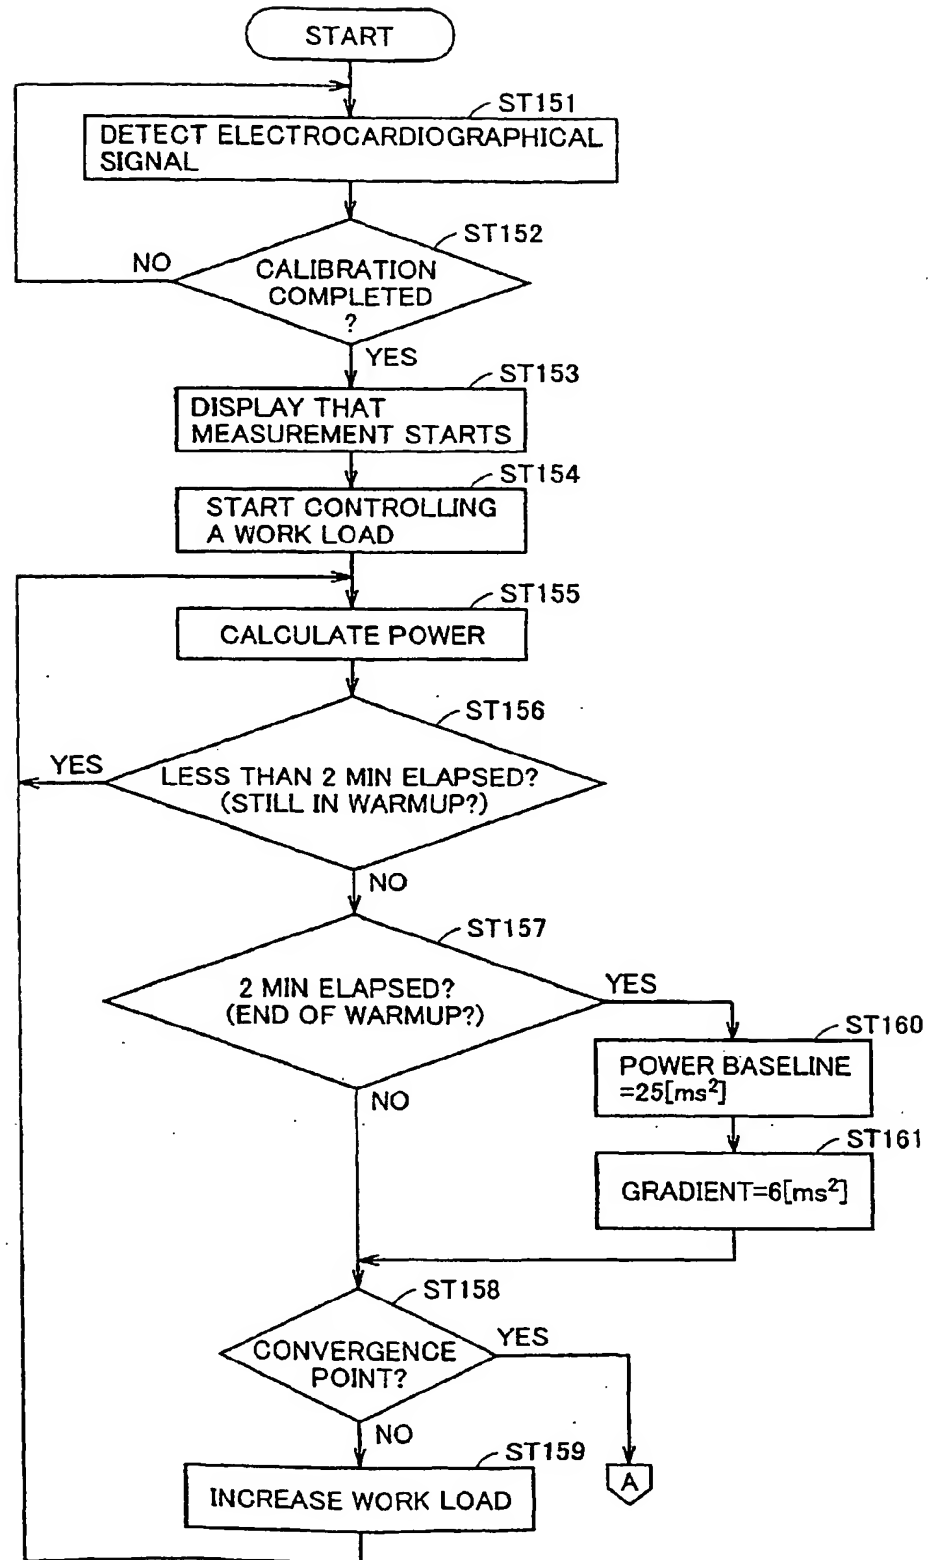 START
ST151
DETECT ELECTROCARDIOGRAPHICAL
SIGNAL
ST152
NO
CALIBRATION
COMPLETED
?
YES
ST153
DISPLAY THAT
MEASUREMENT STARTS
ST154
START CONTROLLING
A WORK LOAD
ST155
CALCULATE POWER
ST156
YES
LESS THAN 2 MIN ELAPSED?
(STILL IN WARMUP?)
NO
ST157
2 MIN ELAPSED?
(END OF WARMUP?)
YES
ST160
POWER BASELINE
=25[ms²]
NO
ST161
GRADIENT=6[ms²]
ST158
CONVERGENCE
POINT?
YES
NO
ST159
INCREASE WORK LOAD
A